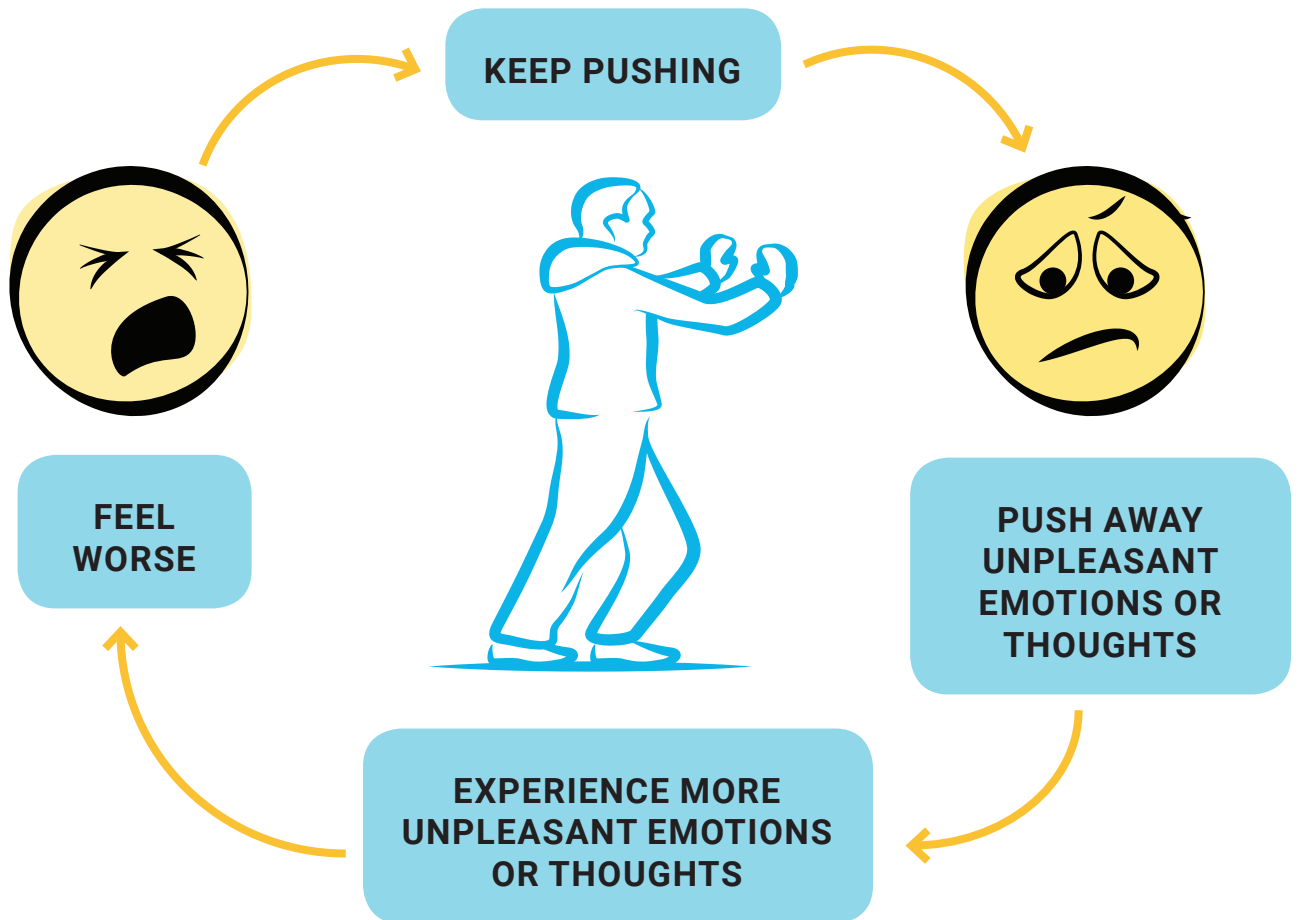 KEEP PUSHING
PUSH AWAY
UNPLEASANT
EMOTIONS OR
THOUGHTS
EXPERIENCE MORE
UNPLEASANT EMOTIONS
OR THOUGHTS
FEEL
WORSE